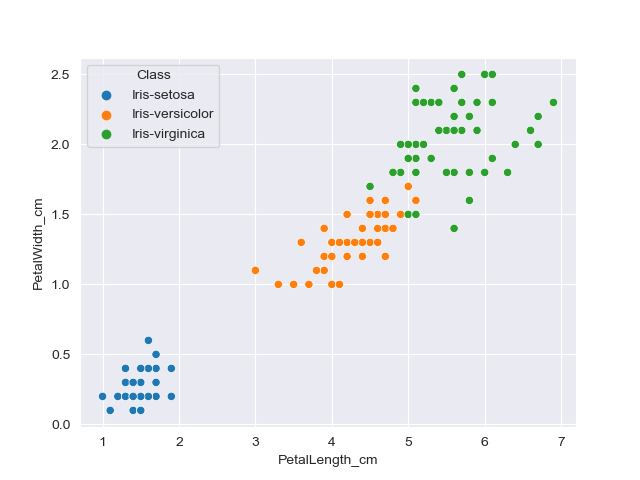 Class
Iris-setosa
Iris-versicolor
Iris-virginica
2.5
2.0
1.5
1.0
0.5
0.0
PetalWidth_cm
1 2 3 4 5 6 7
PetalLength_cm